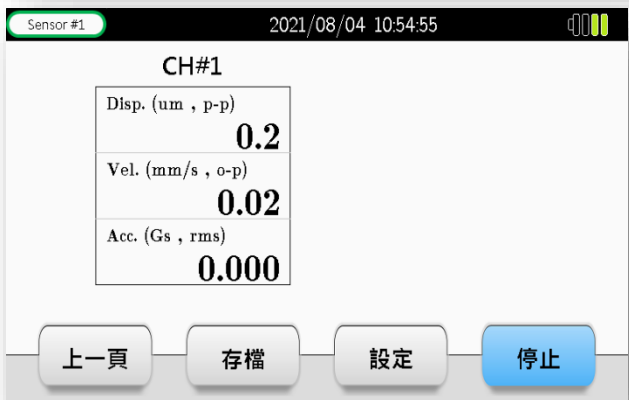 Sensor #1
2021/08/04 10:54:55
CH#1
Disp. (um , p-p)
0.2
Vel. (mm/s , o-p)
0.02
Acc. (Gs , rms)
0.000
上一頁
存檔
設定
停止